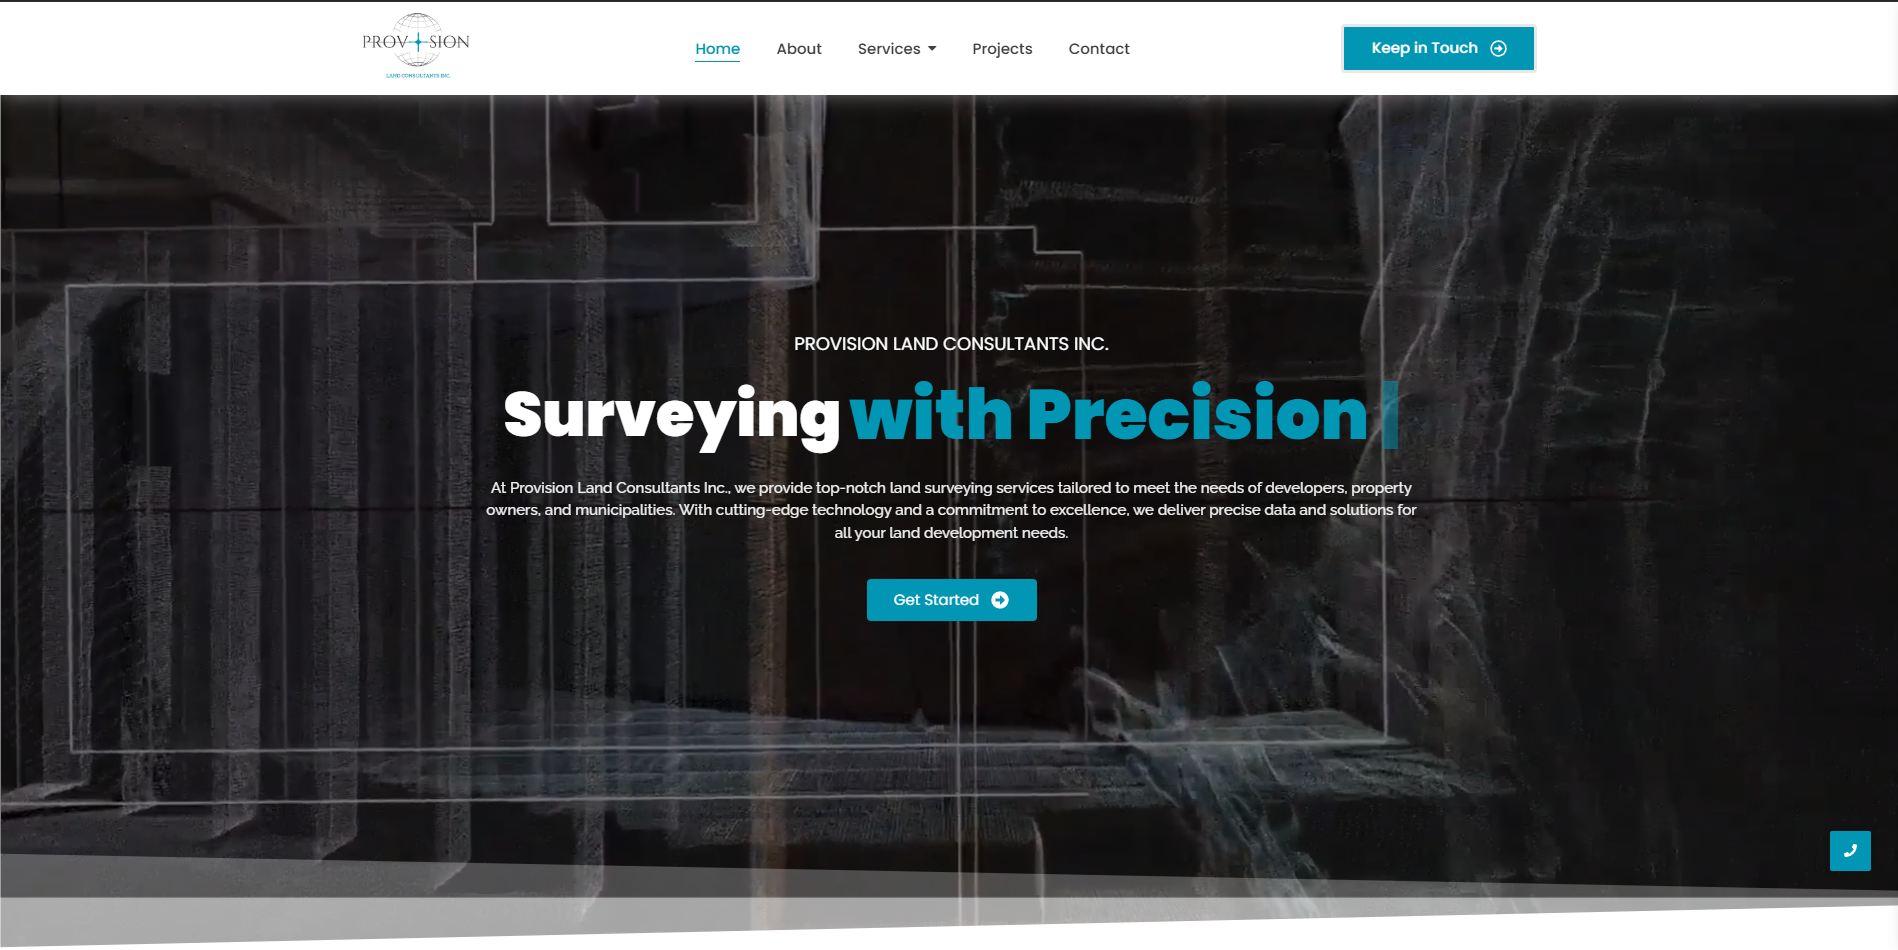 PROV SION
LAND CONSULTANTS INC.
Home
About
Services
Projects
Contact
Keep in Touch
PROVISION LAND CONSULTANTS INC.
Surveying with Precision
At Provision Land Consultants Inc., we provide top-notch land surveying services tailored to meet the needs of developers, property
owners, and municipalities. With cutting-edge technology and a commitment to excellence, we deliver precise data and solutions for
all your land development needs.
Get Started